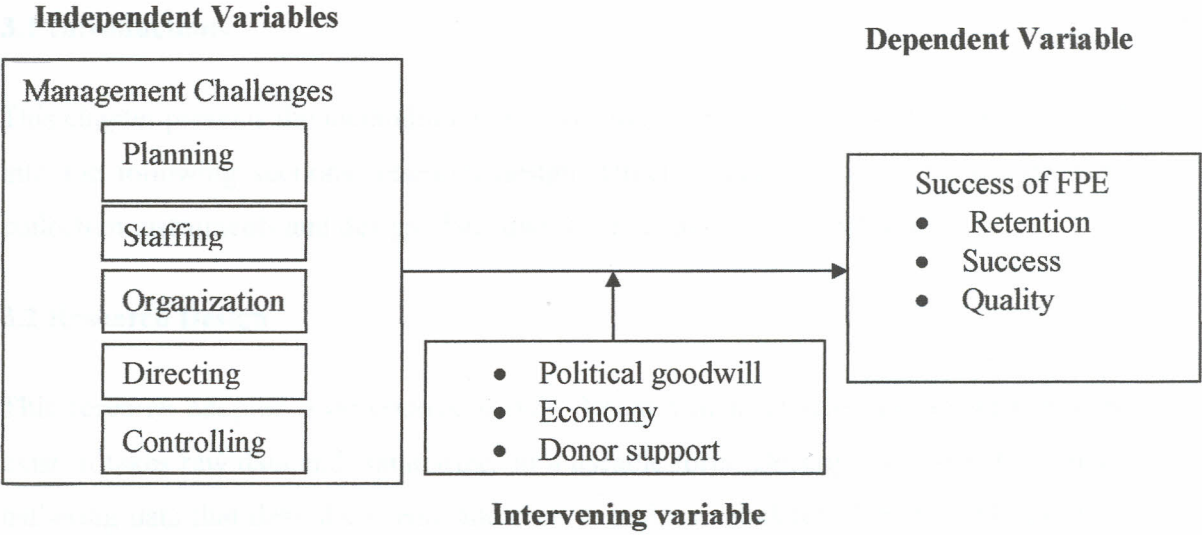 Independent Variables
Management Challenges
Planning
Staffing
Organization
Directing
Controlling
Dependent Variable
Success of FPE
• Retention
• Success
• Quality
• Political goodwill
• Economy
• Donor support
Intervening variable